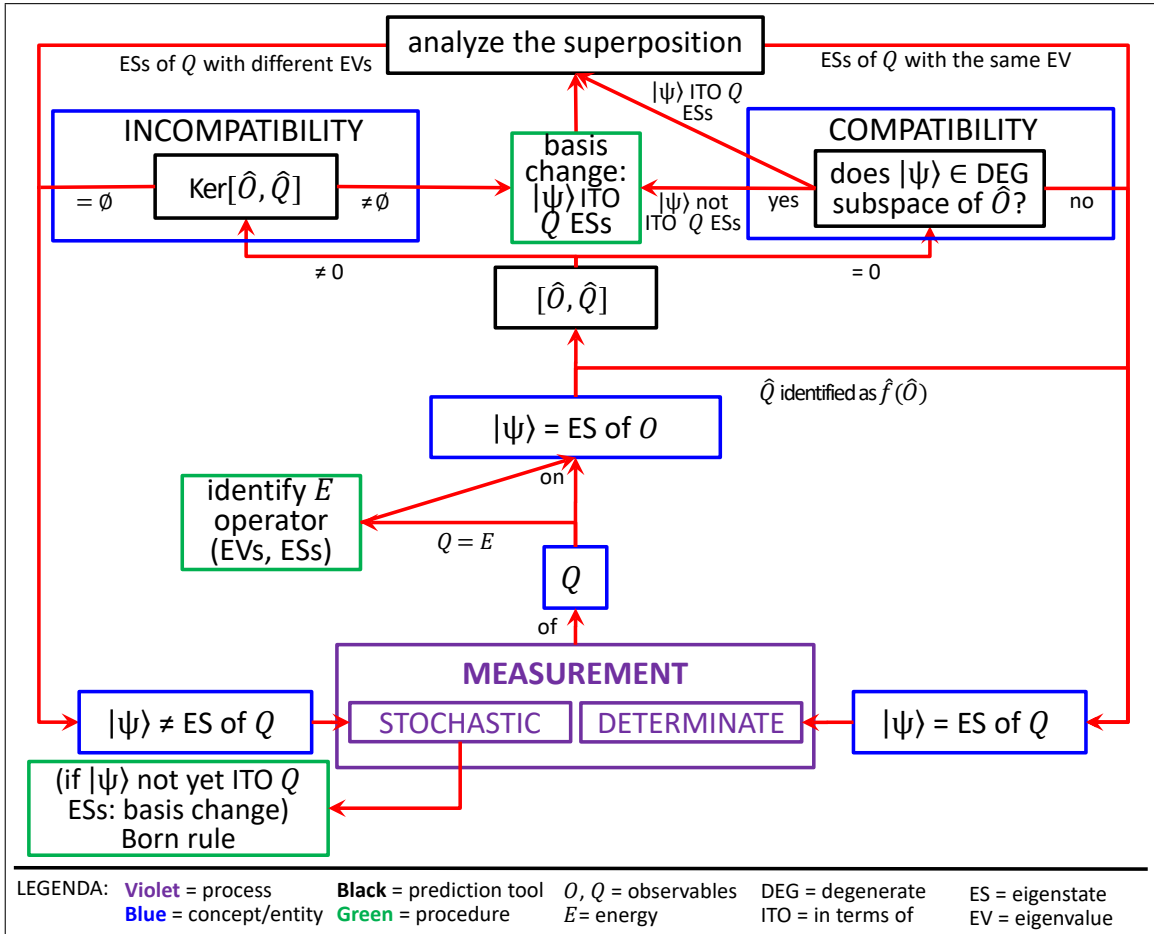 analyze the superposition
ESs of Q with different EVs
ESs of Q with the same EV
|ψ⟩ ITO Q
ESs
INCOMPATIBILITY
COMPATIBILITY
Ker[Ô, Q̂]
= ∅
≠∅
basis
change:
|ψ⟩ ITO
Q ESs
|ψ⟩ not
ITO Q ESs
yes
does |ψ⟩ ∈ DEG
subspace of Ô?
no
≠ 0
= 0
[Ô, Q̂]
Q̂ identified as f̂(Ô)
|ψ⟩ = ES of O
on
identify E
operator
(EVs, ESs)
Q = E
Q
of
MEASUREMENT
|ψ⟩ ≠ ES of Q
STOCHASTIC
DETERMINATE
|ψ⟩ = ES of Q
(if |ψ⟩ not yet ITO Q
ESs: basis change)
Born rule
LEGENDA:
Violet = process
Black = prediction tool
O, Q = observables
DEG = degenerate
ES = eigenstate
Blue = concept/entity
Green = procedure
E= energy
ITO = in terms of
EV = eigenvalue